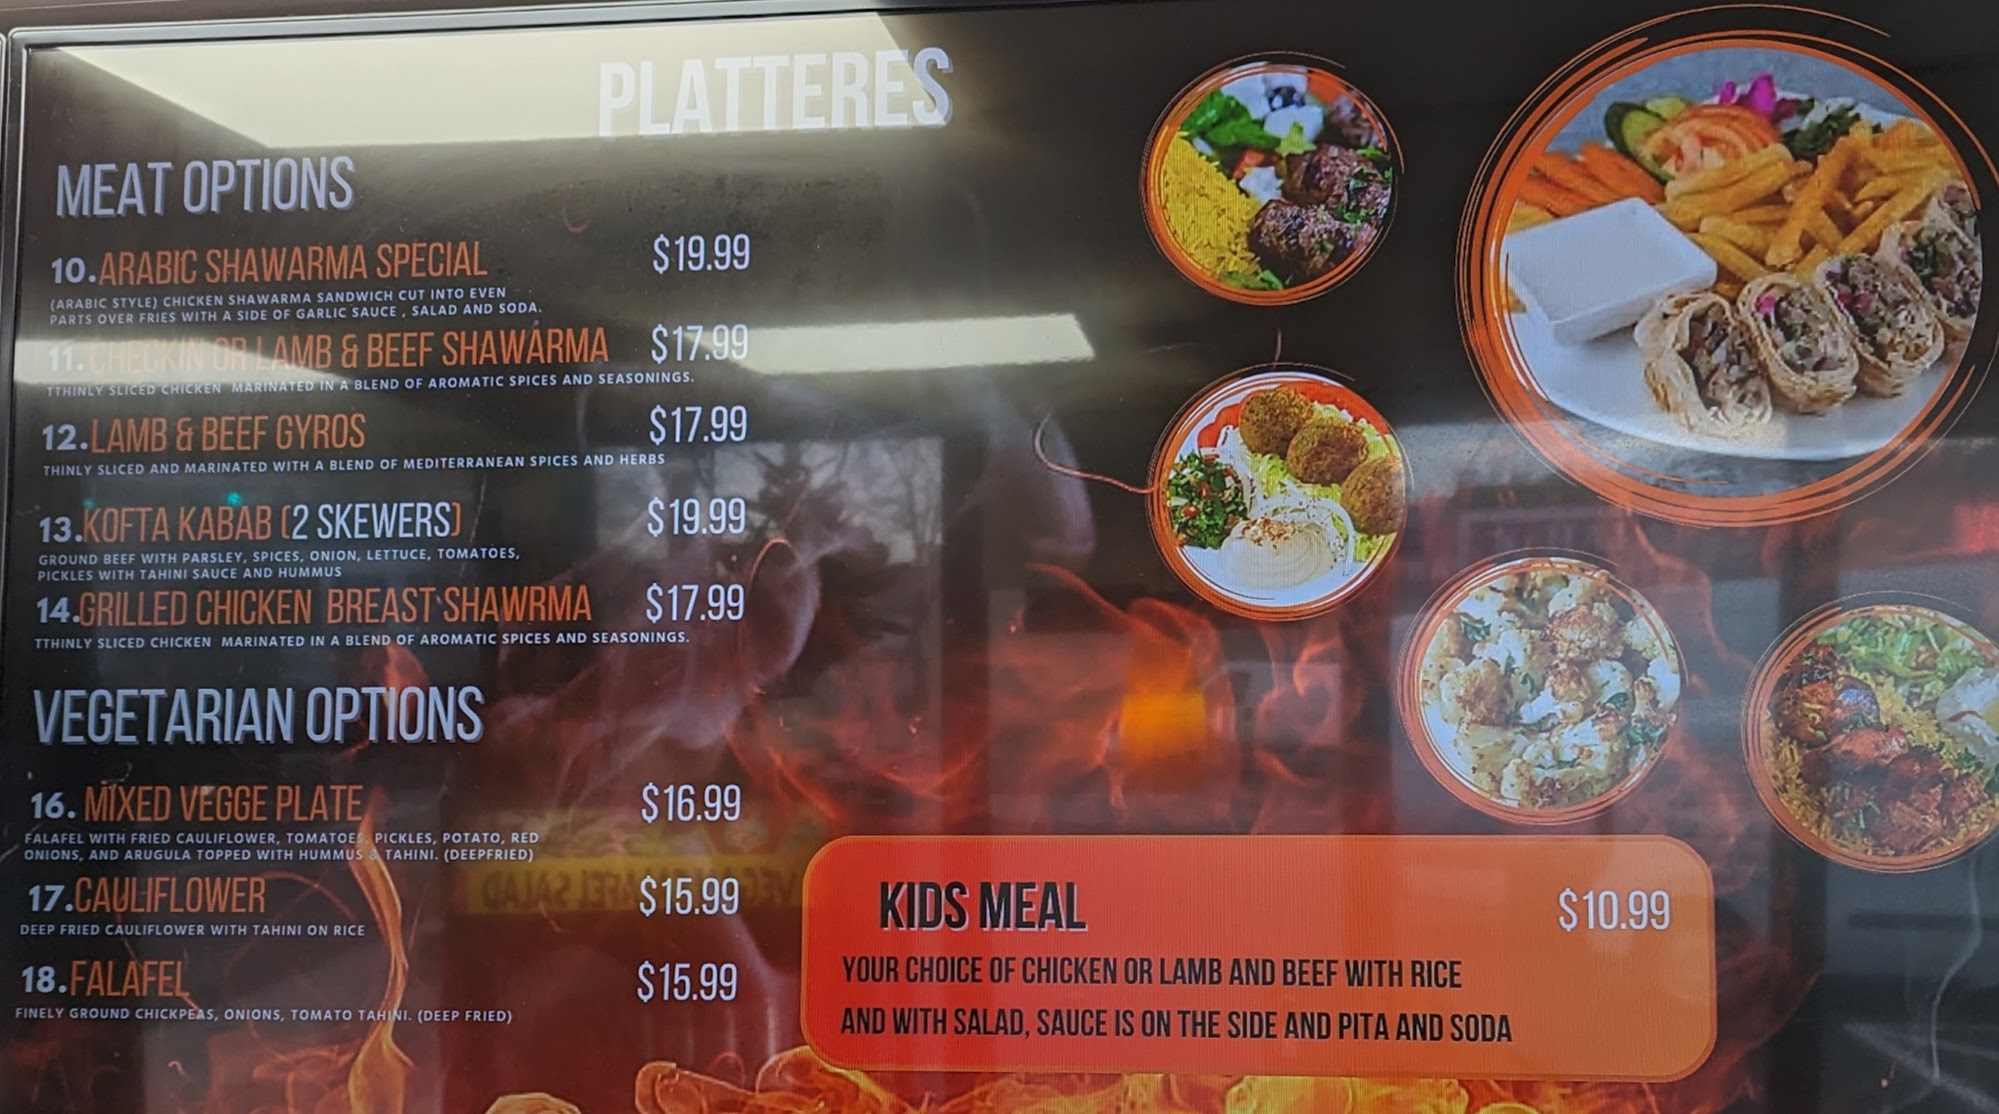 PLATTERES
MEAT OPTIONS
10.ARABIC SHAWARMA SPECIAL $19.99
(ARABIC STYLE) CHICKEN SHAWARMA SANDWICH CUT INTO EVEN
PARTS OVER FRIES WITH A SIDE OF GARLIC SAUCE , SALAD AND SODA.
11.CHECKIN OR LAMB & BEEF SHAWARMA $17.99
TTHINLY SLICED CHICKEN MARINATED IN A BLEND OF AROMATIC SPICES AND SEASONINGS.
12.LAMB & BEEF GYROS $17.99
THINLY SLICED AND MARINATED WITH A BLEND OF MEDITERRANEAN SPICES AND HERBS
13.KOFTA KABAB (2 SKEWERS) $19.99
GROUND BEEF WITH PARSLEY, SPICES, ONION, LETTUCE, TOMATOES,
PICKLES WITH TAHINI SAUCE AND HUMMUS
14.GRILLED CHICKEN BREAST SHAWRMA $17.99
TTHINLY SLICED CHICKEN MARINATED IN A BLEND OF AROMATIC SPICES AND SEASONINGS.
VEGETARIAN OPTIONS
16. MIXED VEGGE PLATE $16.99
FALAFEL WITH FRIED CAULIFLOWER, TOMATOES, PICKLES, POTATO, RED
ONIONS, AND ARUGULA TOPPED WITH HUMMUS & TAHINI. (DEEPFRIED)
17.CAULIFLOWER $15.99
DEEP FRIED CAULIFLOWER WITH TAHINI ON RICE
18.FALAFEL $15.99
FINELY GROUND CHICKPEAS, ONIONS, TOMATO TAHINI. (DEEP FRIED)
KIDS MEAL $10.99
YOUR CHOICE OF CHICKEN OR LAMB AND BEEF WITH RICE
AND WITH SALAD, SAUCE IS ON THE SIDE AND PITA AND SODA